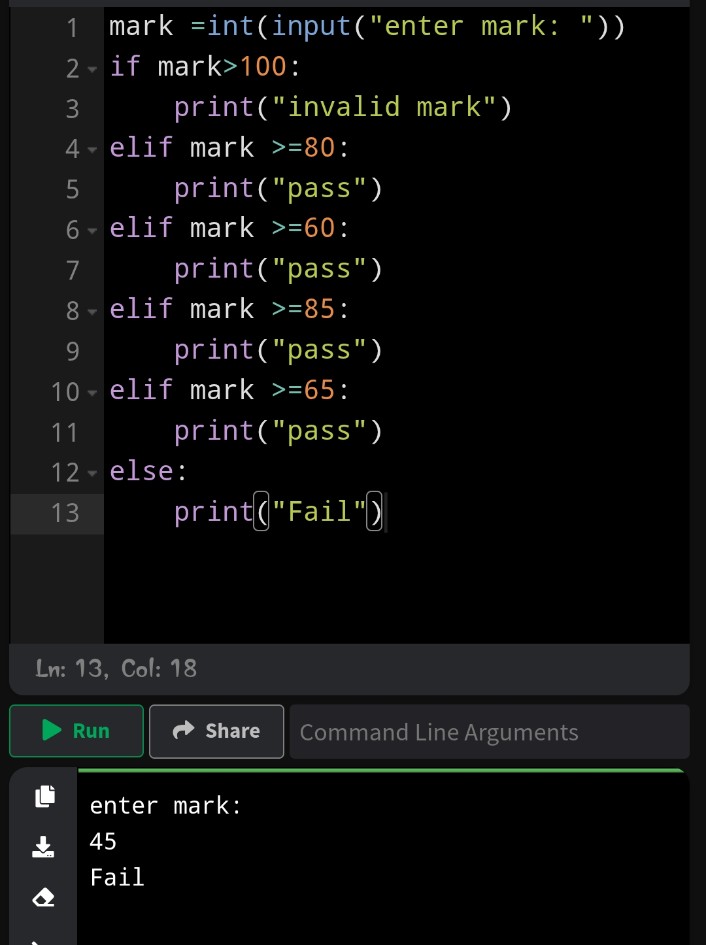 1 mark =int(input("enter mark: "))
2 if mark>100:
3     print("invalid mark")
4 elif mark >=80:
5     print("pass")
6 elif mark >=60:
7     print("pass")
8 elif mark >=85:
9     print("pass")
10 elif mark >=65:
11     print("pass")
12 else:
13     print("Fail")
Ln: 13, Col: 18
Run Share Command Line Arguments
enter mark:
45
Fail